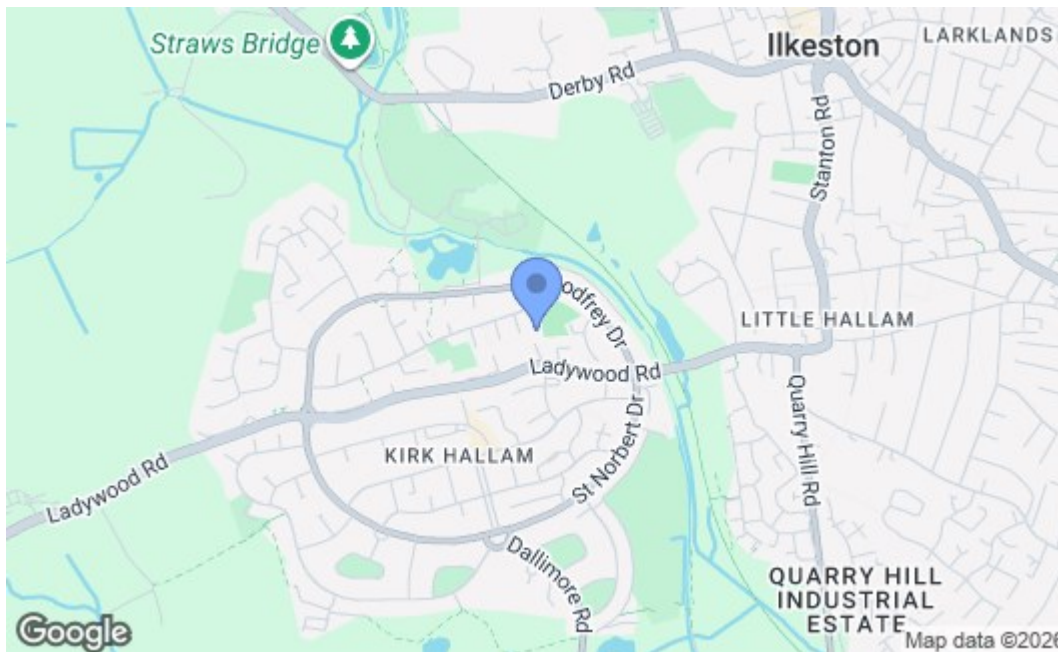 Straws Bridge
Ilkeston
LARKLANDS
Derby Rd
Stanton Rd
odfrey Dr
LITTLE HALLAM
Ladywood Rd
Quarry Hill Rd
St Norbert Dr
KIRK HALLAM
Ladywood Rd
Dallimore Rd
QUARRY HILL
INDUSTRIAL
ESTATE
Google
Map data ©2026